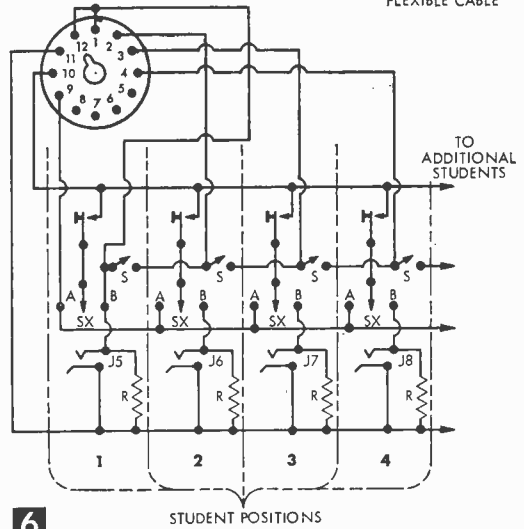 FLEXIBLE CABLE
12 1 2
11 3
10 4
9 5
8 7 6
TO
ADDITIONAL
STUDENTS
S S S S
A B A B A B A B
SX SX SX SX
J5 J6 J7 J8
R R R R
1 2 3 4
6
STUDENT POSITIONS